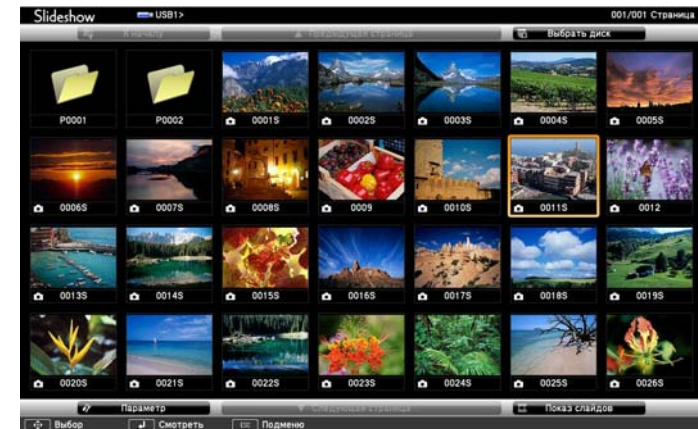 Slideshow USB1> 001/001 Страница
К началу ▲ Предыдущая страница Выбрать диск
P0001 P0002 0001S 0002S 0003S 0004S 0005S
0006S 0007S 0008S 0009 0010S 0011S 0012
0013S 0014S 0015S 0016S 0017S 0018S 0019S
0020S 0021S 0022S 0023S 0024S 0025S 0026S
Параметр ▼ Следующая страница Показ слайдов
Выбор Смотреть Esc Подменю